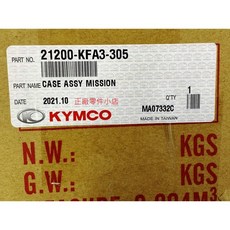 PART NO. 21200-KFA3-305
PART NAME CASE ASSY MISSION
DATE 2021.10 正廠零件小店 Q'TY 1
MA07332C
KYMCO MADE IN TAIWAN
N.W.: KGS
G.W.: KGS